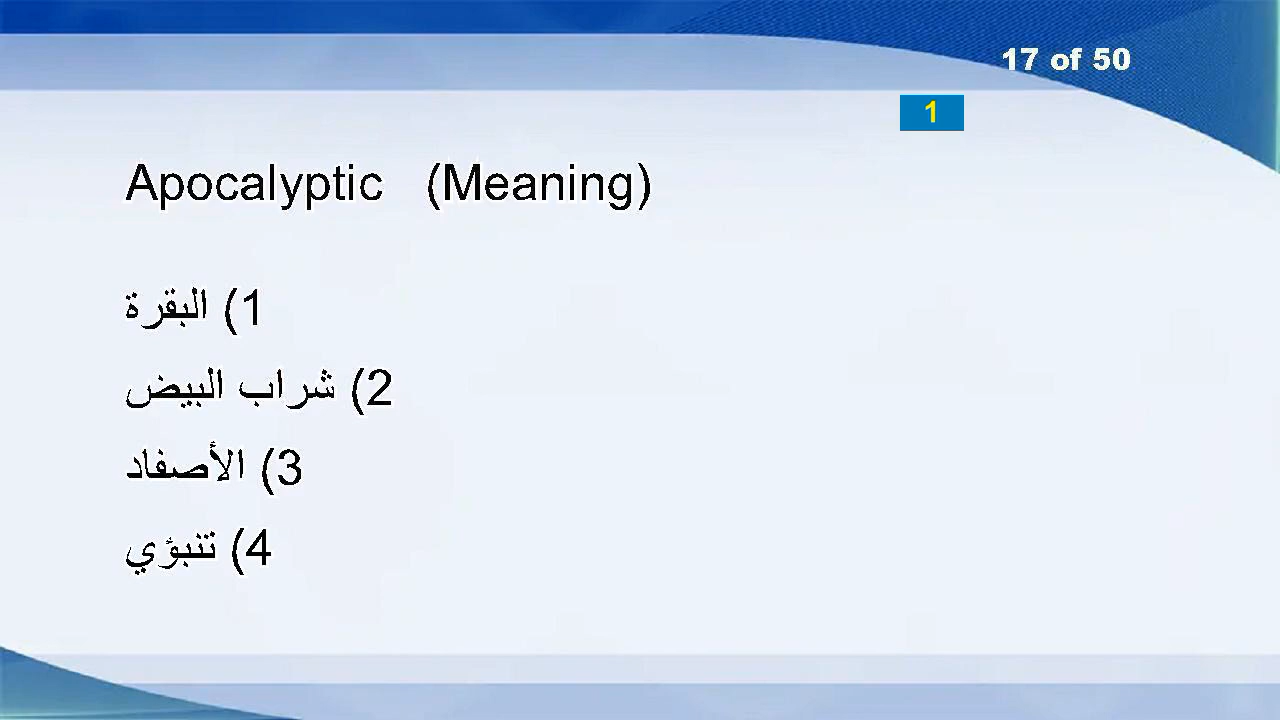 17 of 50
1
Apocalyptic (Meaning)
1) البقرة
2) شراب البيض
3) الأصفاد
4) تنبؤي